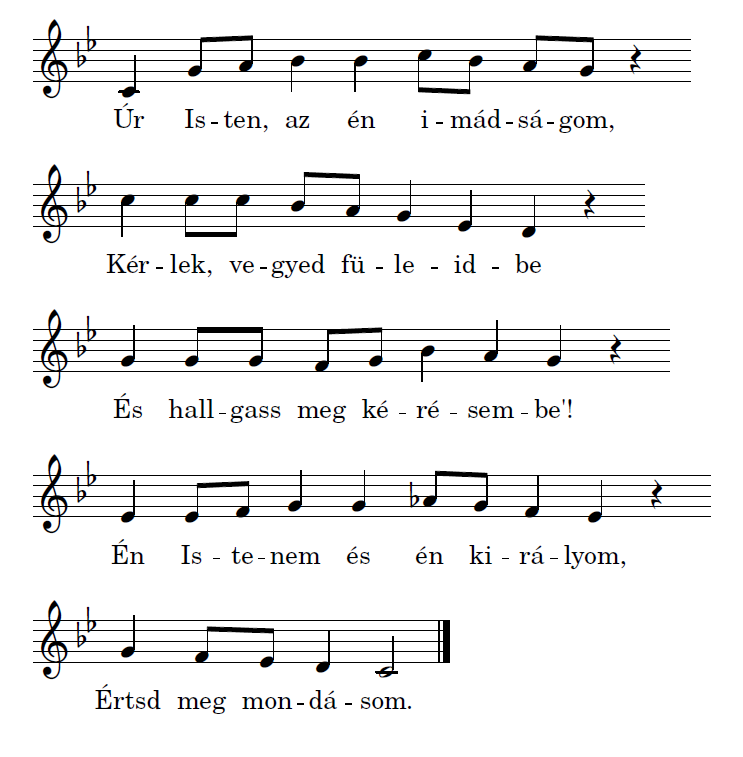 Úr Is-ten, az én i-mád-sá-gom,
Kér-lek, ve-gyed fü-le-id-be
És hall-gass meg ké-ré-sem-be'!
Én Is-te-nem és én ki-rá-lyom,
Értsd meg mon-dá-som.